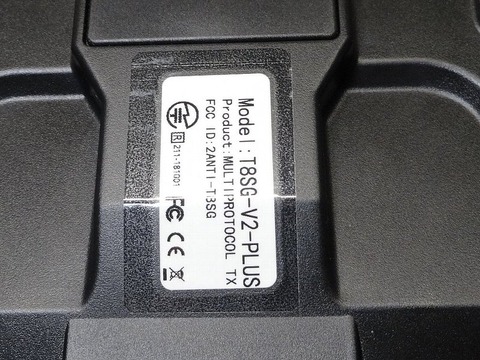 Model:T8SG-V2-PLUS
Product:MULTIPROTOCOL TX
FCC ID:2ANTI-T8SG
R 211-181001 FC CE